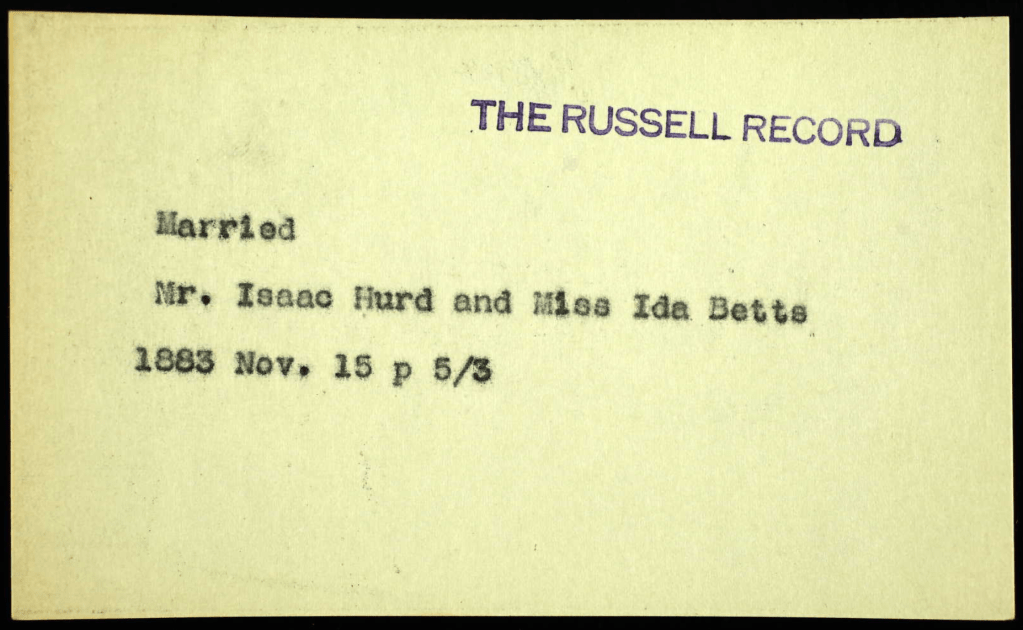 THE RUSSELL RECORD
Married
Mr. Isaac Hurd and Miss Ida Betts
1883 Nov. 15 p 5/3